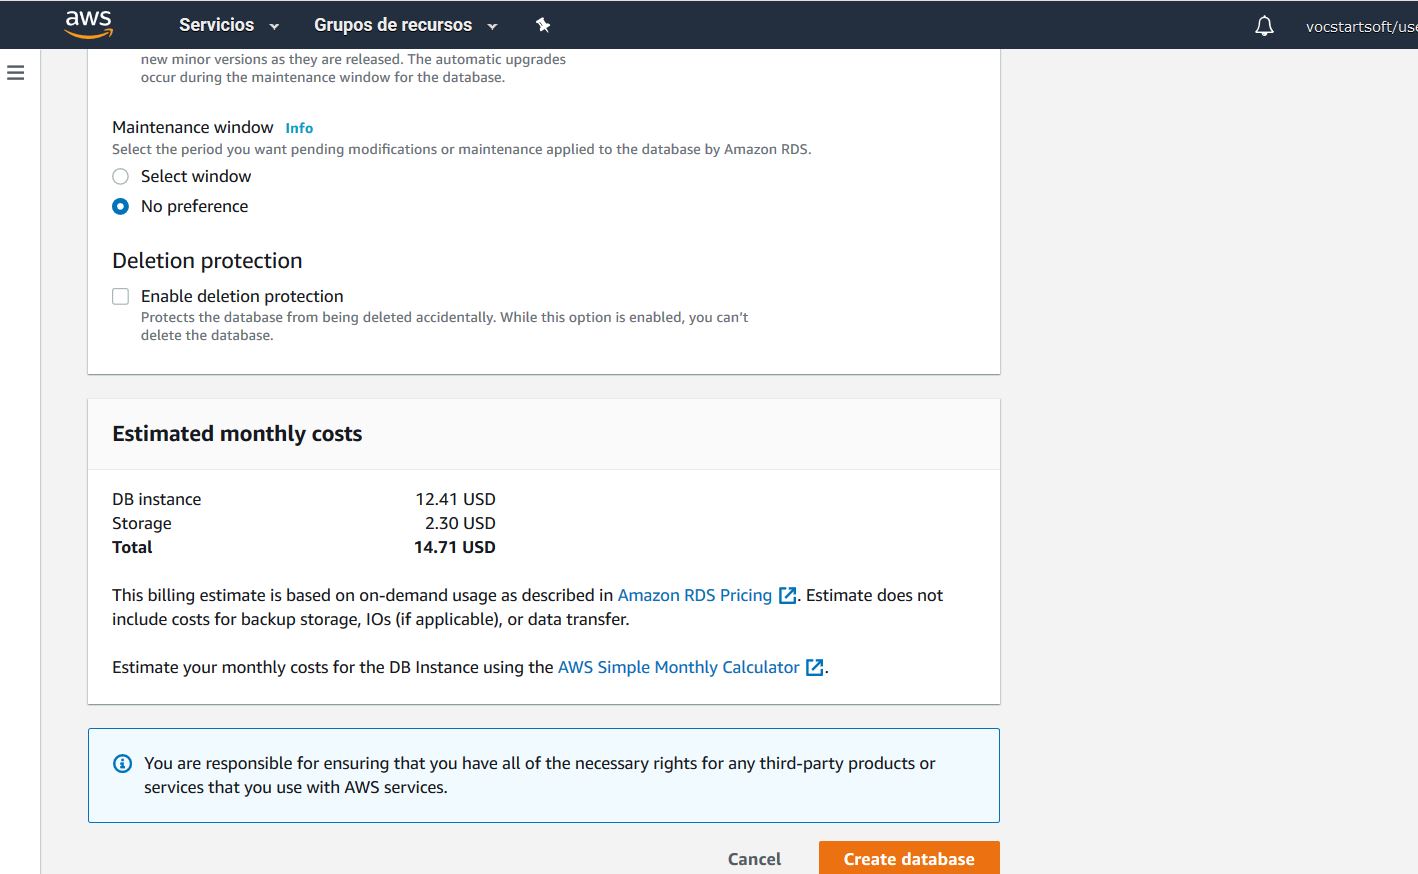 aws Servicios Grupos de recursos vocstartsoft/use
new minor versions as they are released. The automatic upgrades
occur during the maintenance window for the database.
Maintenance window Info
Select the period you want pending modifications or maintenance applied to the database by Amazon RDS.
Select window
No preference
Deletion protection
Enable deletion protection
Protects the database from being deleted accidentally. While this option is enabled, you can't
delete the database.
Estimated monthly costs
DB instance 12.41 USD
Storage 2.30 USD
Total 14.71 USD
This billing estimate is based on on-demand usage as described in Amazon RDS Pricing . Estimate does not
include costs for backup storage, IOs (if applicable), or data transfer.
Estimate your monthly costs for the DB Instance using the AWS Simple Monthly Calculator .
You are responsible for ensuring that you have all of the necessary rights for any third-party products or
services that you use with AWS services.
Cancel Create database